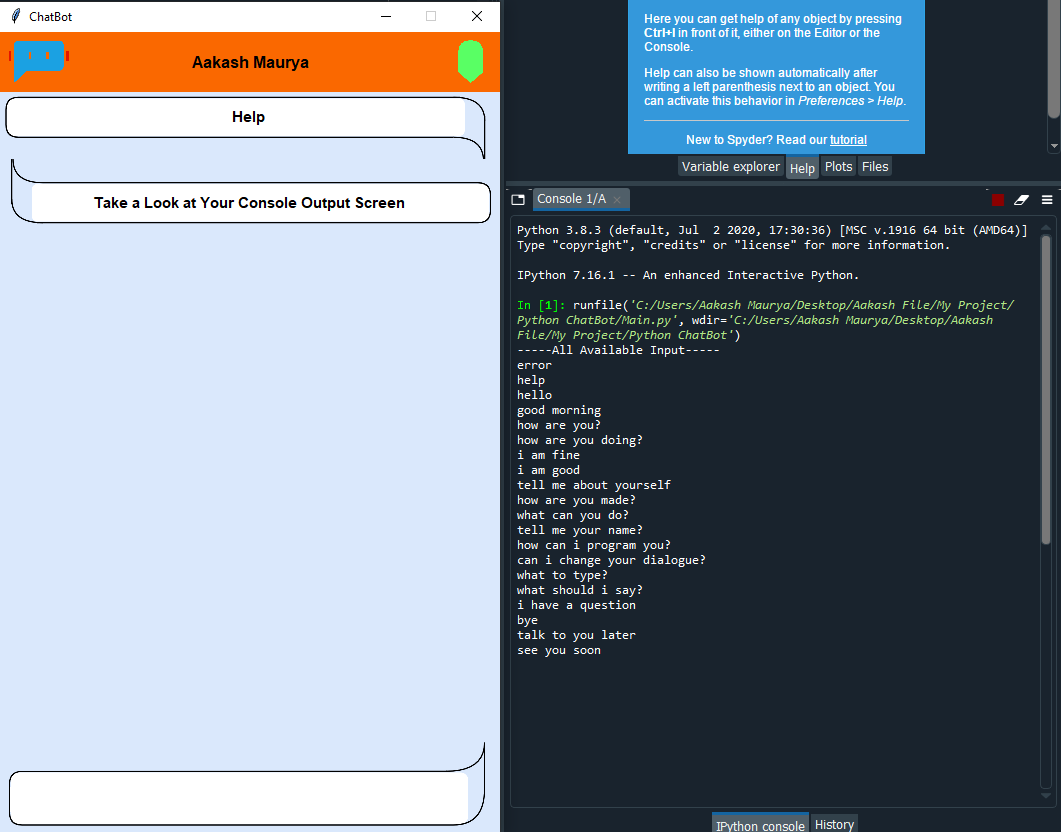 ChatBot
Aakash Maurya
Help
Take a Look at Your Console Output Screen
Here you can get help of any object by pressing
Ctrl+I in front of it, either on the Editor or the
Console.
Help can also be shown automatically after
writing a left parenthesis next to an object. You
can activate this behavior in Preferences > Help.
New to Spyder? Read our tutorial
Variable explorer Help Plots Files
Console 1/A
Python 3.8.3 (default, Jul  2 2020, 17:30:36) [MSC v.1916 64 bit (AMD64)]
Type "copyright", "credits" or "license" for more information.
IPython 7.16.1 -- An enhanced Interactive Python.
In [1]: runfile('C:/Users/Aakash Maurya/Desktop/Aakash File/My Project/
Python ChatBot/Main.py', wdir='C:/Users/Aakash Maurya/Desktop/Aakash
File/My Project/Python ChatBot')
-----All Available Input-----
error
help
hello
good morning
how are you?
how are you doing?
i am fine
i am good
tell me about yourself
how are you made?
what can you do?
tell me your name?
how can i program you?
can i change your dialogue?
what to type?
what should i say?
i have a question
bye
talk to you later
see you soon
IPython console History